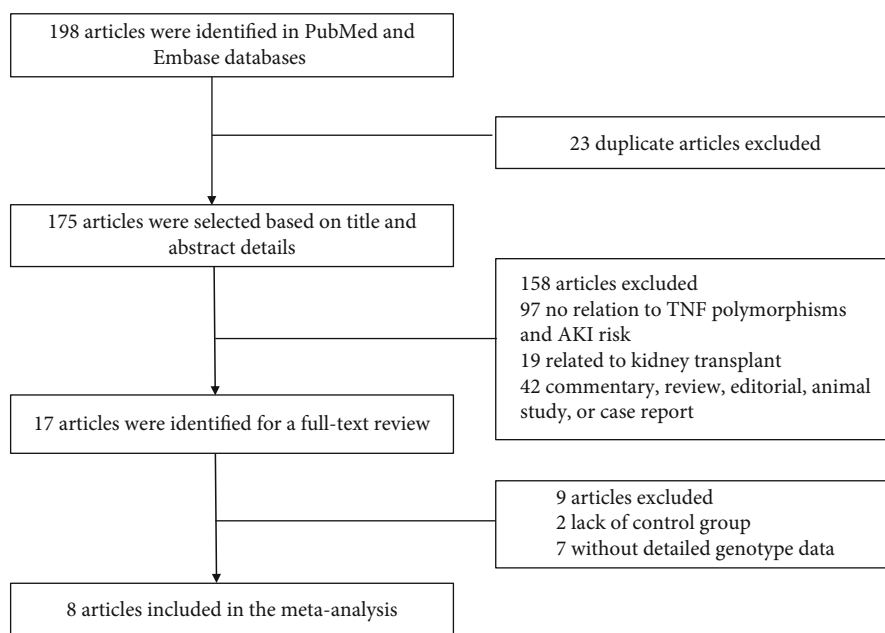 198 articles were identified in PubMed and
Embase databases
23 duplicate articles excluded
175 articles were selected based on title and
abstract details
158 articles excluded
97 no relation to TNF polymorphisms
and AKI risk
19 related to kidney transplant
42 commentary, review, editorial, animal
study, or case report
17 articles were identified for a full-text review
9 articles excluded
2 lack of control group
7 without detailed genotype data
8 articles included in the meta-analysis